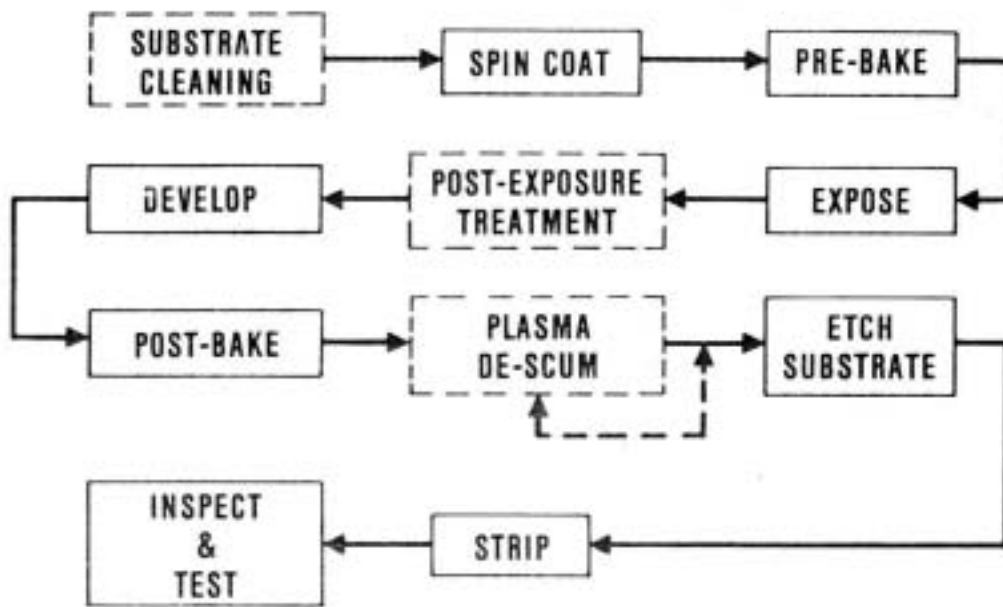 SUBSTRATE
CLEANING
SPIN COAT
PRE-BAKE
DEVELOP
POST-EXPOSURE
TREATMENT
EXPOSE
POST-BAKE
PLASMA
DE-SCUM
ETCH
SUBSTRATE
INSPECT
&
TEST
STRIP